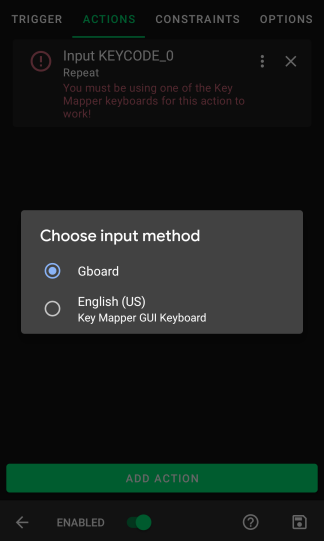 TRIGGER ACTIONS CONSTRAINTS OPTIONS
Input KEYCODE_0
Repeat
You must be using one of the Key
Mapper keyboards for this action to
work!
Choose input method
Gboard
English (US)
Key Mapper GUI Keyboard
ADD ACTION
ENABLED